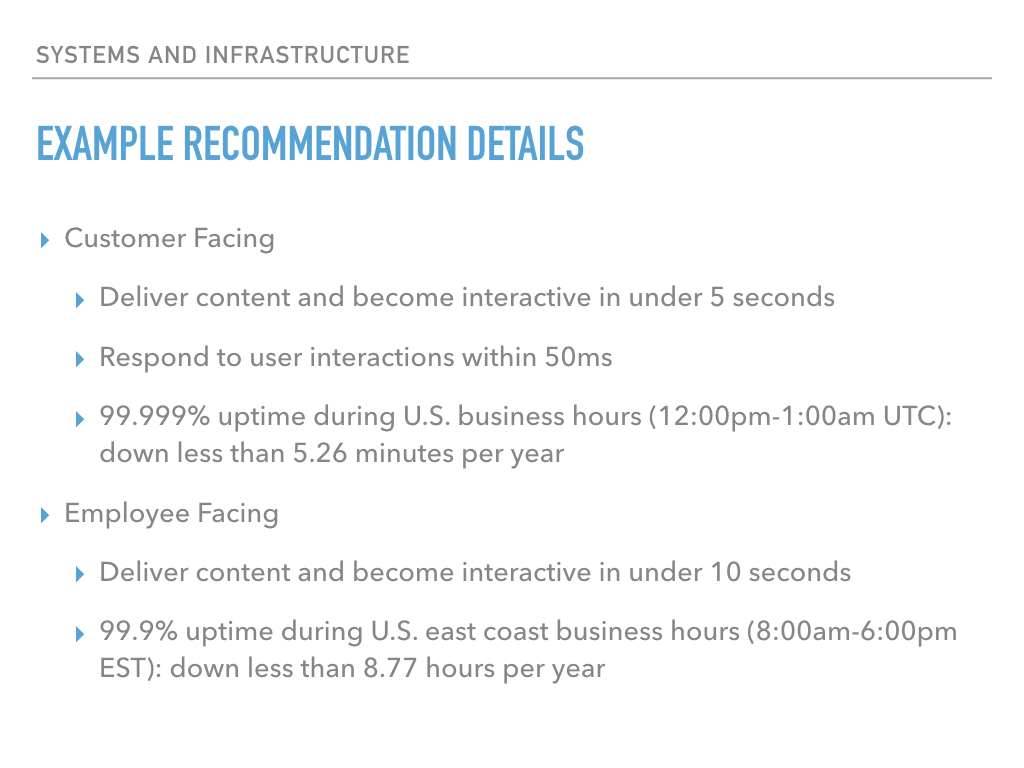 SYSTEMS AND INFRASTRUCTURE
EXAMPLE RECOMMENDATION DETAILS
Customer Facing
Deliver content and become interactive in under 5 seconds
Respond to user interactions within 50ms
99.999% uptime during U.S. business hours (12:00pm-1:00am UTC):
down less than 5.26 minutes per year
Employee Facing
Deliver content and become interactive in under 10 seconds
99.9% uptime during U.S. east coast business hours (8:00am-6:00pm
EST): down less than 8.77 hours per year